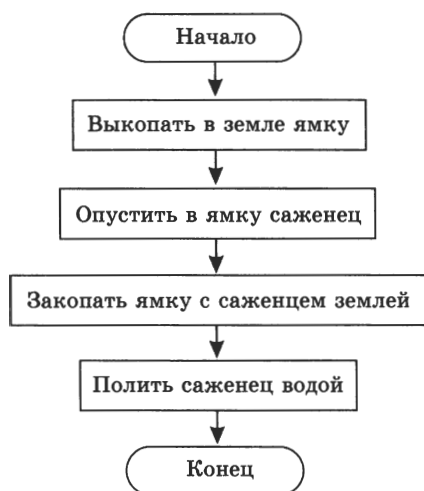 Начало
Выкопать в земле ямку
Опустить в ямку саженец
Закопать ямку с саженцем землей
Полить саженец водой
Конец